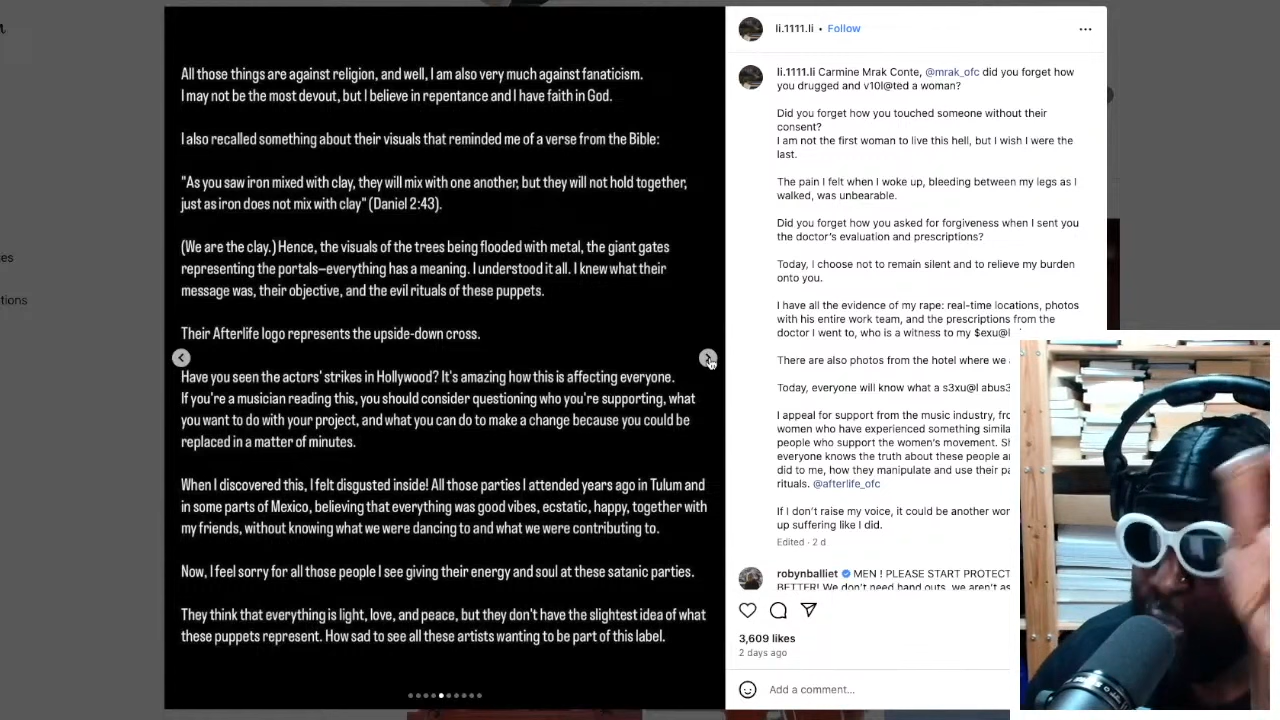 All those things are against religion, and well, I am also very much against fanaticism.
I may not be the most devout, but I believe in repentance and I have faith in God.
I also recalled something about their visuals that reminded me of a verse from the Bible:
"As you saw iron mixed with clay, they will mix with one another, but they will not hold together,
just as iron does not mix with clay" (Daniel 2:43).
(We are the clay.) Hence, the visuals of the trees being flooded with metal, the giant gates
representing the portals—everything has a meaning. I understood it all. I knew what their
message was, their objective, and the evil rituals of these puppets.
Their Afterlife logo represents the upside-down cross.
Have you seen the actors' strikes in Hollywood? It's amazing how this is affecting everyone.
If you're a musician reading this, you should consider questioning who you're supporting, what
you want to do with your project, and what you can do to make a change because you could be
replaced in a matter of minutes.
When I discovered this, I felt disgusted inside! All those parties I attended years ago in Tulum and
in some parts of Mexico, believing that everything was good vibes, ecstatic, happy, together with
my friends, without knowing what we were dancing to and what we were contributing to.
Now, I feel sorry for all those people I see giving their energy and soul at these satanic parties.
They think that everything is light, love, and peace, but they don't have the slightest idea of what
these puppets represent. How sad to see all these artists wanting to be part of this label.
li.1111.li • Follow
li.1111.li Carmine Mrak Conte, @mrak_ofc did you forget how
you drugged and v10l@ted a woman?
Did you forget how you touched someone without their
consent?
I am not the first woman to live this hell, but I wish I were the
last.
The pain I felt when I woke up, bleeding between my legs as I
walked, was unbearable.
Did you forget how you asked for forgiveness when I sent you
the doctor's evaluation and prescriptions?
Today, I choose not to remain silent and to relieve my burden
onto you.
I have all the evidence of my rape: real-time locations, photos
with his entire work team, and the prescriptions from the
doctor I went to, who is a witness to my $exu@l
There are also photos from the hotel where we
Today, everyone will know what a s3xu@l abus3
I appeal for support from the music industry, fro
women who have experienced something simila
people who support the women's movement. S
everyone knows the truth about these people a
did to me, how they manipulate and use their pa
rituals. @afterlife_ofc
If I don't raise my voice, it could be another wo
up suffering like I did.
Edited · 2 d
robynballiet MEN ! PLEASE START PROTECT
BETTER! We don't need hand outs, we aren't as
3,609 likes
2 days ago
Add a comment...
es
tions